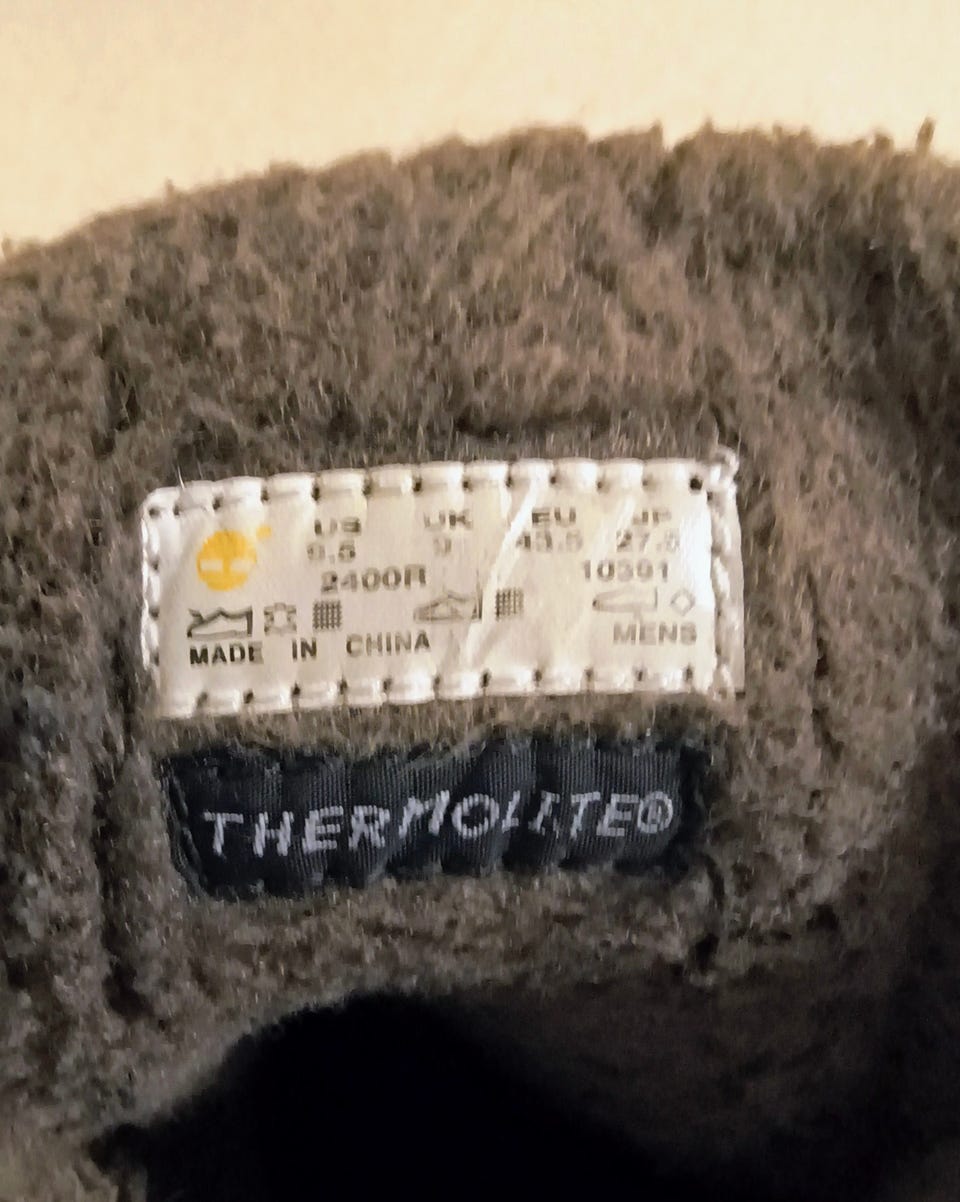 US UK EU JP
9.5 9 43.5 27.5
2400R 10391
MENS
MADE IN CHINA
THERMOLITE®